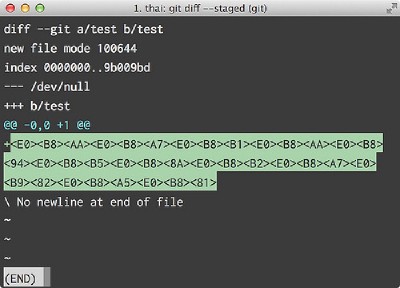 1. thai: git diff --staged (git)
diff --git a/test b/test
new file mode 100644
index 0000000..9b009bd
--- /dev/null
+++ b/test
@@ -0,0 +1 @@
+<E0><B8><AA><E0><B8><A7><E0><B8><B1><E0><B8><AA><E0><B8>
<94><E0><B8><B5><E0><B8><8A><E0><B8><B2><E0><B8><A7><E0>
<B9><82><E0><B8><A5><E0><B8><81>
\ No newline at end of file
~
~
~
(END)